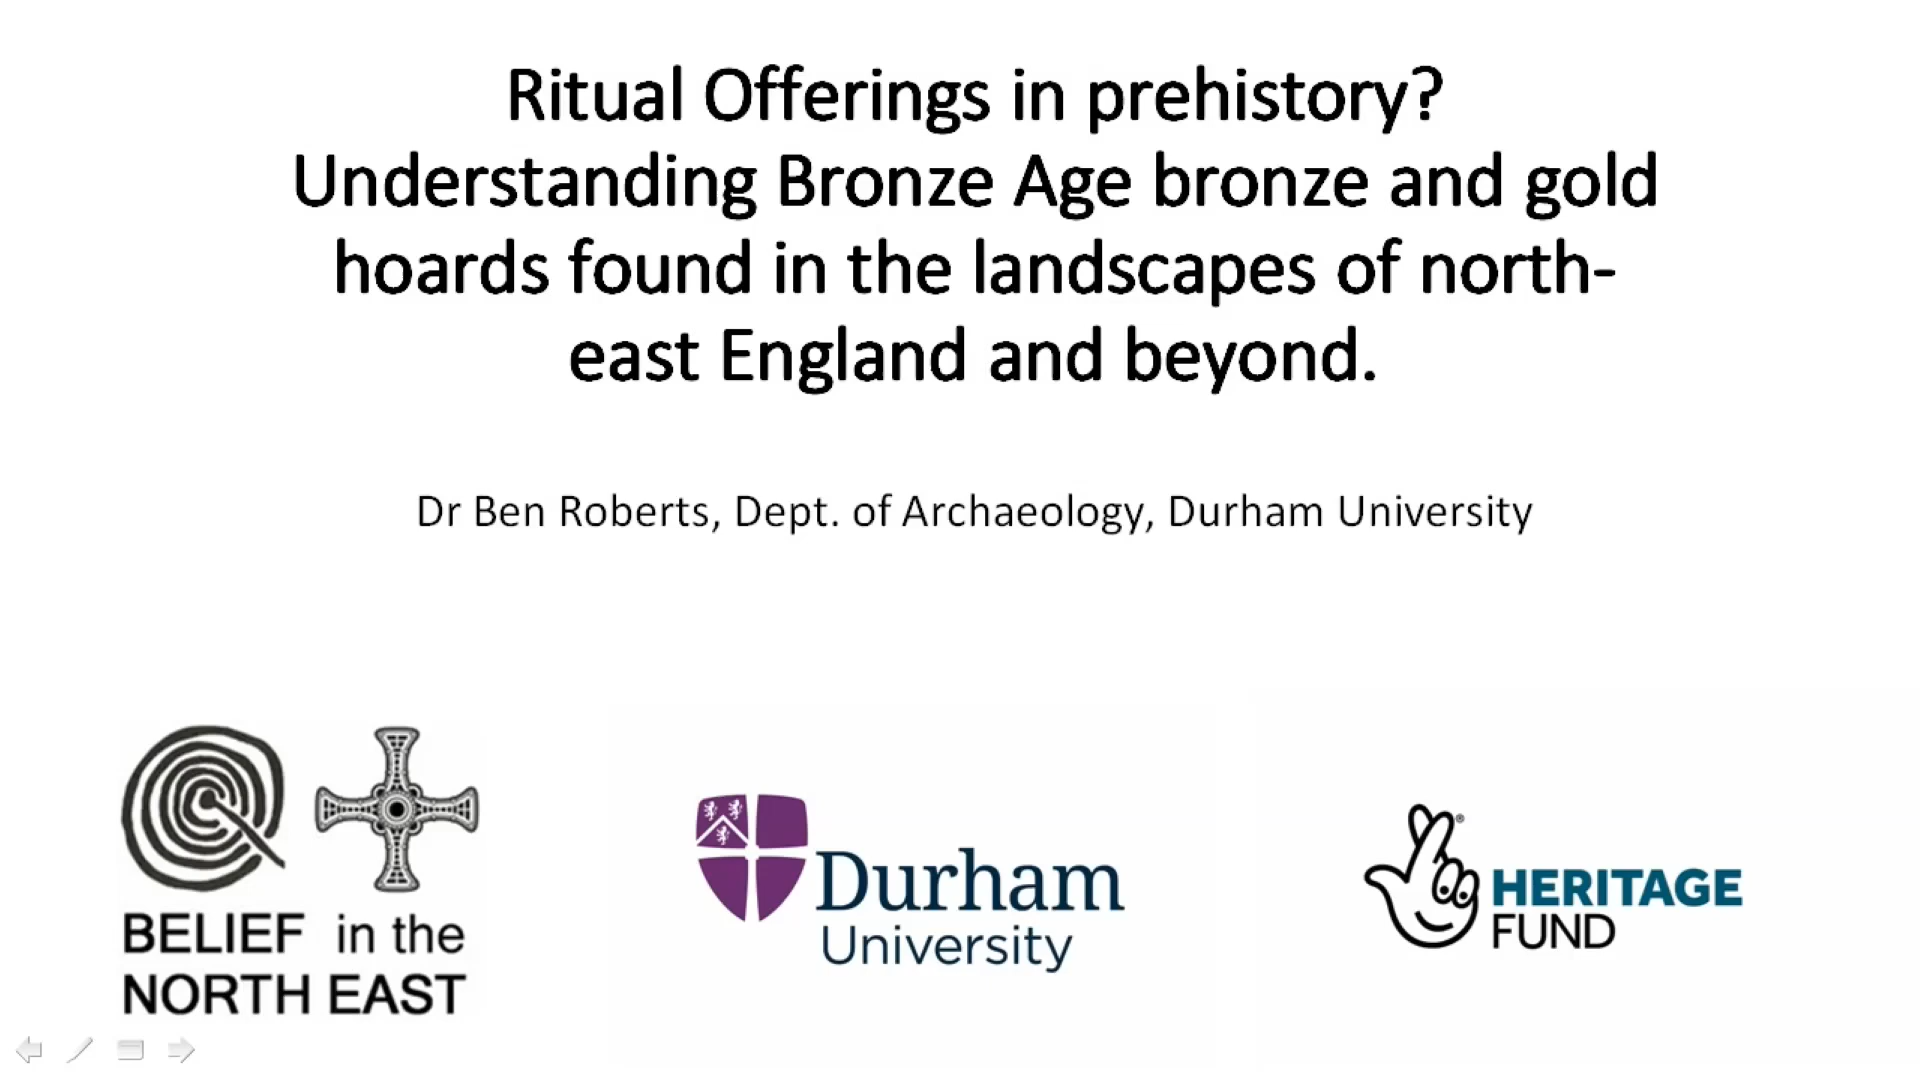 Ritual Offerings in prehistory?
Understanding Bronze Age bronze and gold
hoards found in the landscapes of north-
east England and beyond.
Dr Ben Roberts, Dept. of Archaeology, Durham University
BELIEF in the
NORTH EAST
Durham
University
®
HERITAGE
FUND